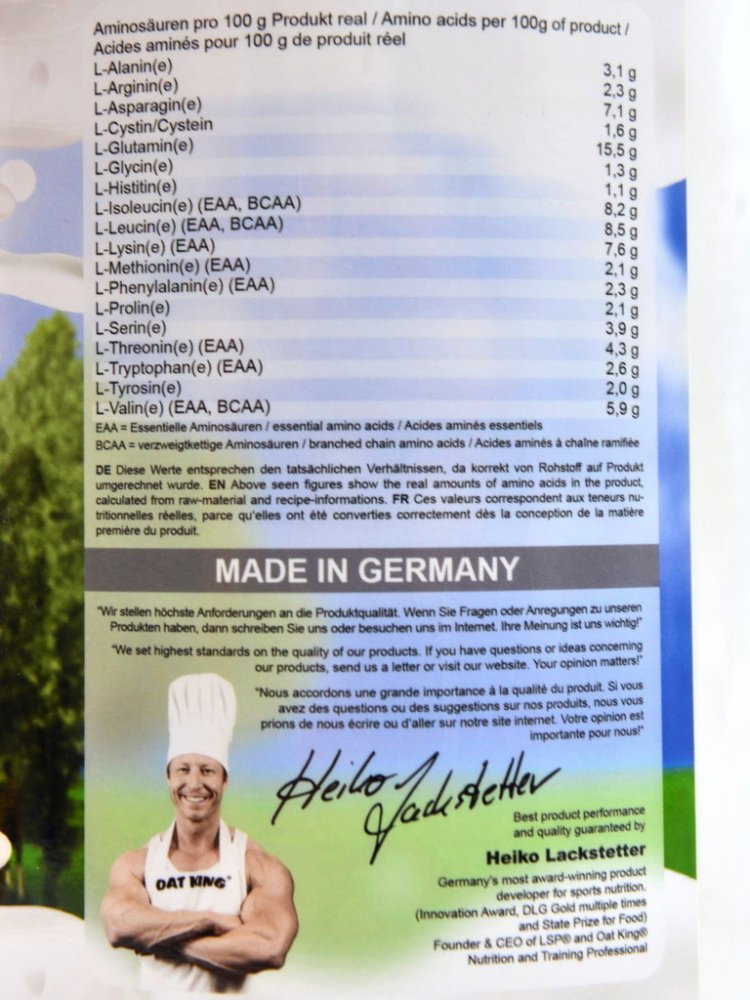 Aminosäuren pro 100 g Produkt real / Amino acids per 100g of product /
Acides aminés pour 100 g de produit réel
L-Alanin(e) 3,1 g
L-Arginin(e) 2,3 g
L-Asparagin(e) 7,1 g
L-Cystin/Cystein 1,6 g
L-Glutamin(e) 15,5 g
L-Glycin(e) 1,3 g
L-Histitin(e) 1,1 g
L-Isoleucin(e) (EAA, BCAA) 8,2 g
L-Leucin(e) (EAA, BCAA) 8,5 g
L-Lysin(e) (EAA) 7,6 g
L-Methionin(e) (EAA) 2,1 g
L-Phenylalanin(e) (EAA) 2,3 g
L-Prolin(e) 2,1 g
L-Serin(e) 3,9 g
L-Threonin(e) (EAA) 4,3 g
L-Tryptophan(e) (EAA) 2,6 g
L-Tyrosin(e) 2,0 g
L-Valin(e) (EAA, BCAA) 5,9 g
EAA = Essentielle Aminosäuren / essential amino acids / Acides aminés essentiels
BCAA = verzweigtkettige Aminosäuren / branched chain amino acids / Acides aminés à chaîne ramifiée
DE Diese Werte entsprechen den tatsächlichen Verhältnissen, da korrekt von Rohstoff auf Produkt
umgerechnet wurde. EN Above seen figures show the real amounts of amino acids in the product,
calculated from raw-material and recipe-informations. FR Ces valeurs correspondent aux teneurs nu-
tritionnelles réelles, parce qu'elles ont été converties correctement dès la conception de la matière
première du produit.
MADE IN GERMANY
"Wir stellen höchste Anforderungen an die Produktqualität. Wenn Sie Fragen oder Anregungen zu unseren
Produkten haben, dann schreiben Sie uns oder besuchen uns im Internet. Ihre Meinung ist uns wichtig!"
"We set highest standards on the quality of our products. If you have questions or ideas concerning
our products, send us a letter or visit our website. Your opinion matters!"
"Nous accordons une grande importance à la qualité du produit. Si vous
avez des questions ou des suggestions sur nos produits, nous vous
prions de nous écrire ou d'aller sur notre site internet. Votre opinion est
importante pour nous!"
Heiko Lackstetter
Best product performance
and quality guaranteed by
Heiko Lackstetter
Germany's most award-winning product
developer for sports nutrition.
(Innovation Award, DLG Gold multiple times
and State Prize for Food)
Founder & CEO of LSP® and Oat King®
Nutrition and Training Professional
OAT KING®